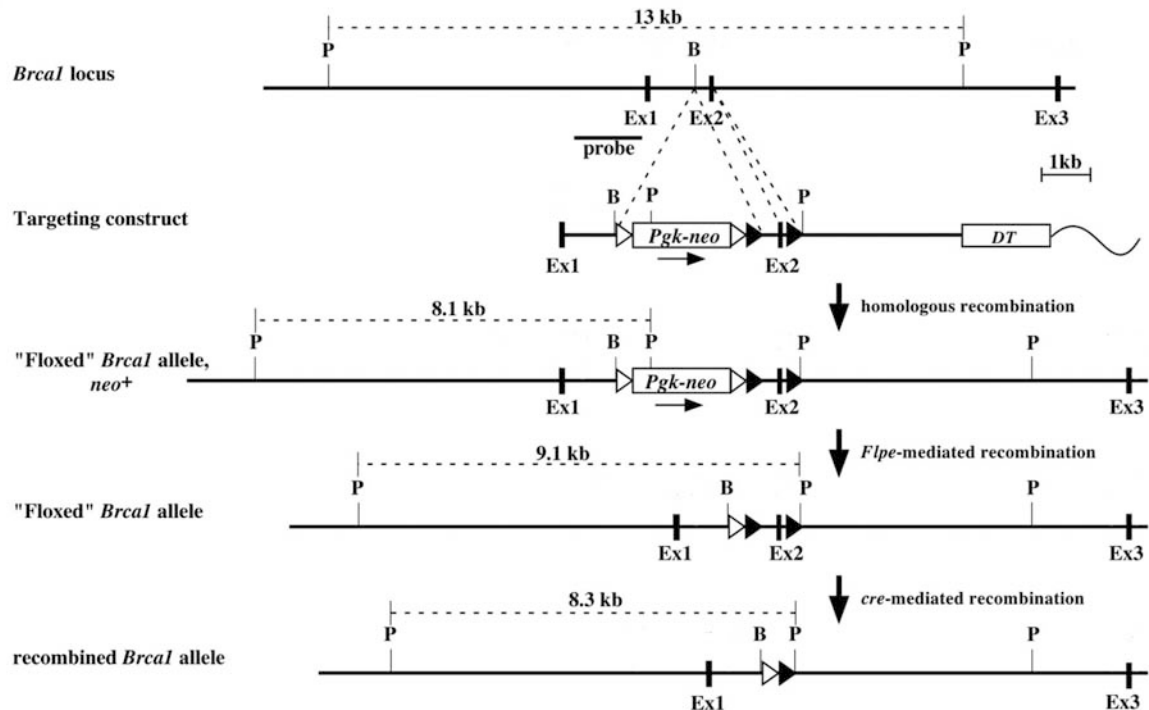 13 kb
P B P
Brca1 locus
Ex1 Ex2 Ex3
probe
1kb
B P P
Targeting construct
Pgk-neo DT
Ex1 Ex2
homologous recombination
8.1 kb
P B P P P
"Floxed" Brca1 allele,
neo+
Pgk-neo
Ex1 Ex2 Ex3
Flpe-mediated recombination
9.1 kb
P B P P
"Floxed" Brca1 allele
Ex1 Ex2 Ex3
cre-mediated recombination
8.3 kb
P B P P
recombined Brca1 allele
Ex1 Ex3